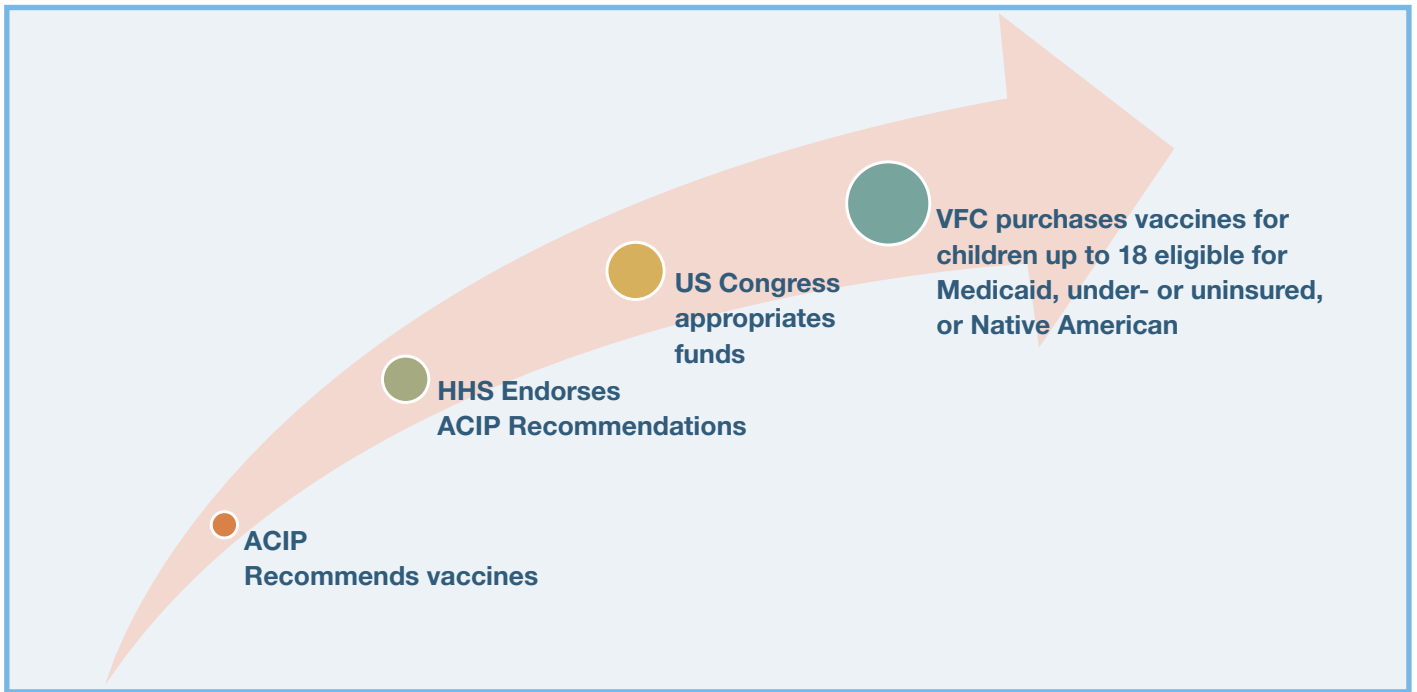 VFC purchases vaccines for
children up to 18 eligible for
Medicaid, under- or uninsured,
or Native American
US Congress
appropriates
funds
HHS Endorses
ACIP Recommendations
ACIP
Recommends vaccines